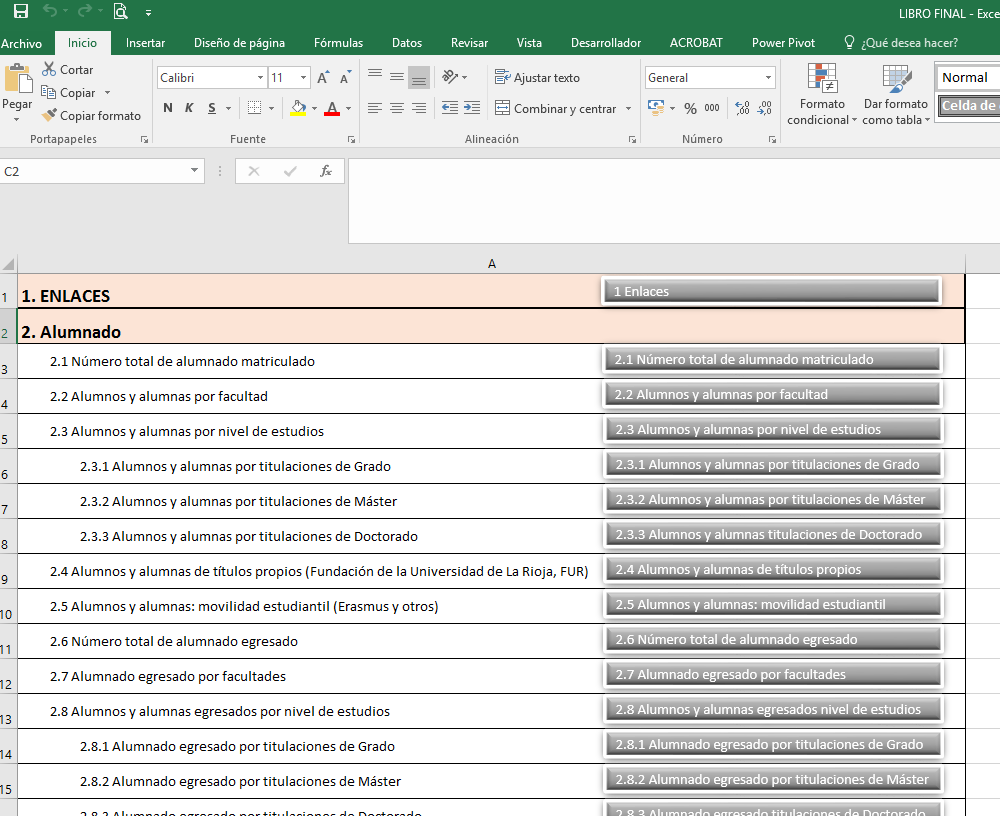 LIBRO FINAL - Exce
Archivo Inicio Insertar Diseño de página Fórmulas Datos Revisar Vista Desarrollador ACROBAT Power Pivot ¿Qué desea hacer?
Pegar
Cortar
Copiar
Copiar formato
Portapapeles
Calibri 11
N K S
Fuente
Ajustar texto
Combinar y centrar
Alineación
General
% 000
Número
Formato condicional
Dar formato como tabla
Normal
Celda de
C2
fx
A
1 1. ENLACES 1 Enlaces
2 2. Alumnado
3 2.1 Número total de alumnado matriculado 2.1 Número total de alumnado matriculado
4 2.2 Alumnos y alumnas por facultad 2.2 Alumnos y alumnas por facultad
5 2.3 Alumnos y alumnas por nivel de estudios 2.3 Alumnos y alumnas por nivel de estudios
6 2.3.1 Alumnos y alumnas por titulaciones de Grado 2.3.1 Alumnos y alumnas por titulaciones de Grado
7 2.3.2 Alumnos y alumnas por titulaciones de Máster 2.3.2 Alumnos y alumnas por titulaciones de Máster
8 2.3.3 Alumnos y alumnas por titulaciones de Doctorado 2.3.3 Alumnos y alumnas titulaciones de Doctorado
9 2.4 Alumnos y alumnas de títulos propios (Fundación de la Universidad de La Rioja, FUR) 2.4 Alumnos y alumnas de títulos propios
10 2.5 Alumnos y alumnas: movilidad estudiantil (Erasmus y otros) 2.5 Alumnos y alumnas: movilidad estudiantil
11 2.6 Número total de alumnado egresado 2.6 Número total de alumnado egresado
12 2.7 Alumnado egresado por facultades 2.7 Alumnado egresado por facultades
13 2.8 Alumnos y alumnas egresados por nivel de estudios 2.8 Alumnos y alumnas egresados nivel de estudios
14 2.8.1 Alumnado egresado por titulaciones de Grado 2.8.1 Alumnado egresado por titulaciones de Grado
15 2.8.2 Alumnado egresado por titulaciones de Máster 2.8.2 Alumnado egresado por titulaciones de Máster
2.8.3 Alumnado egresado por titulaciones de Doctorado 2.8.3 Alumnado egresado titulaciones de Doctorado